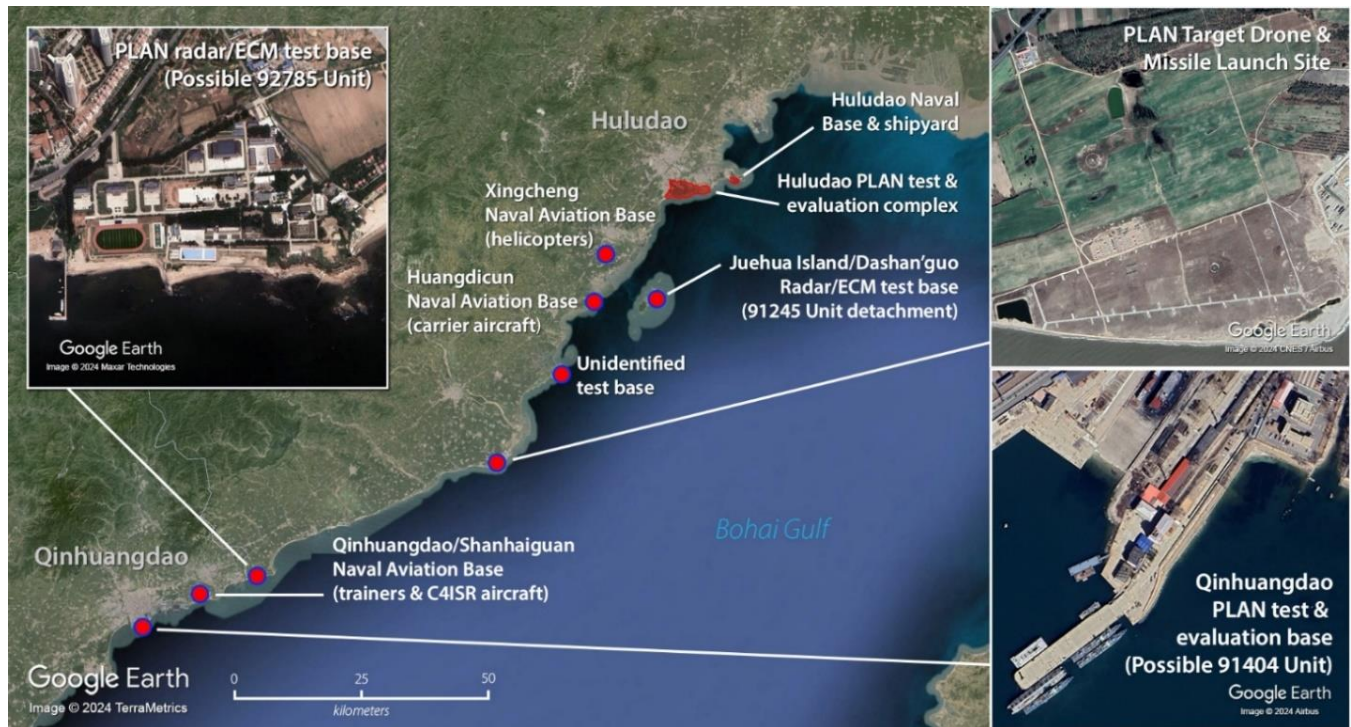 PLAN radar/ECM test base
(Possible 92785 Unit)
Google Earth
Image © 2024 Maxar Technologies
Huludao
Huludao Naval
Base & shipyard
Huludao PLAN test &
evaluation complex
Xingcheng
Naval Aviation Base
(helicopters)
Juehua Island/Dashan'guo
Radar/ECM test base
(91245 Unit detachment)
Huangdicun
Naval Aviation Base
(carrier aircraft)
Unidentified
test base
Bohai Gulf
Qinhuangdao
Qinhuangdao/Shanhaiguan
Naval Aviation Base
(trainers & C4ISR aircraft)
Google Earth
Image © 2024 TerraMetrics
0 25 50
kilometers
PLAN Target Drone &
Missile Launch Site
Google Earth
Image © 2024 CNES / Airbus
Qinhuangdao
PLAN test &
evaluation base
(Possible 91404 Unit)
Google Earth
Image © 2024 Airbus